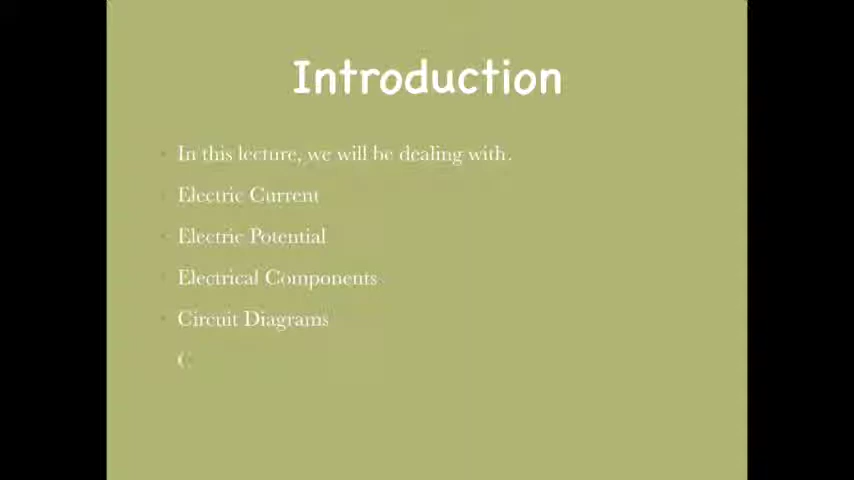 Introduction
In this lecture, we will be dealing with.
Electric Current
Electric Potential
Electrical Components
Circuit Diagrams
C